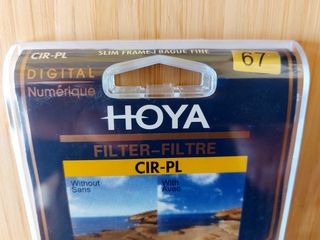 CIR-PL SLIM FRAME / BAGUE FINE 67
DIGITAL
Numérique
HOYA
FILTER-FILTRE
CIR-PL
Without With
Sans Avec